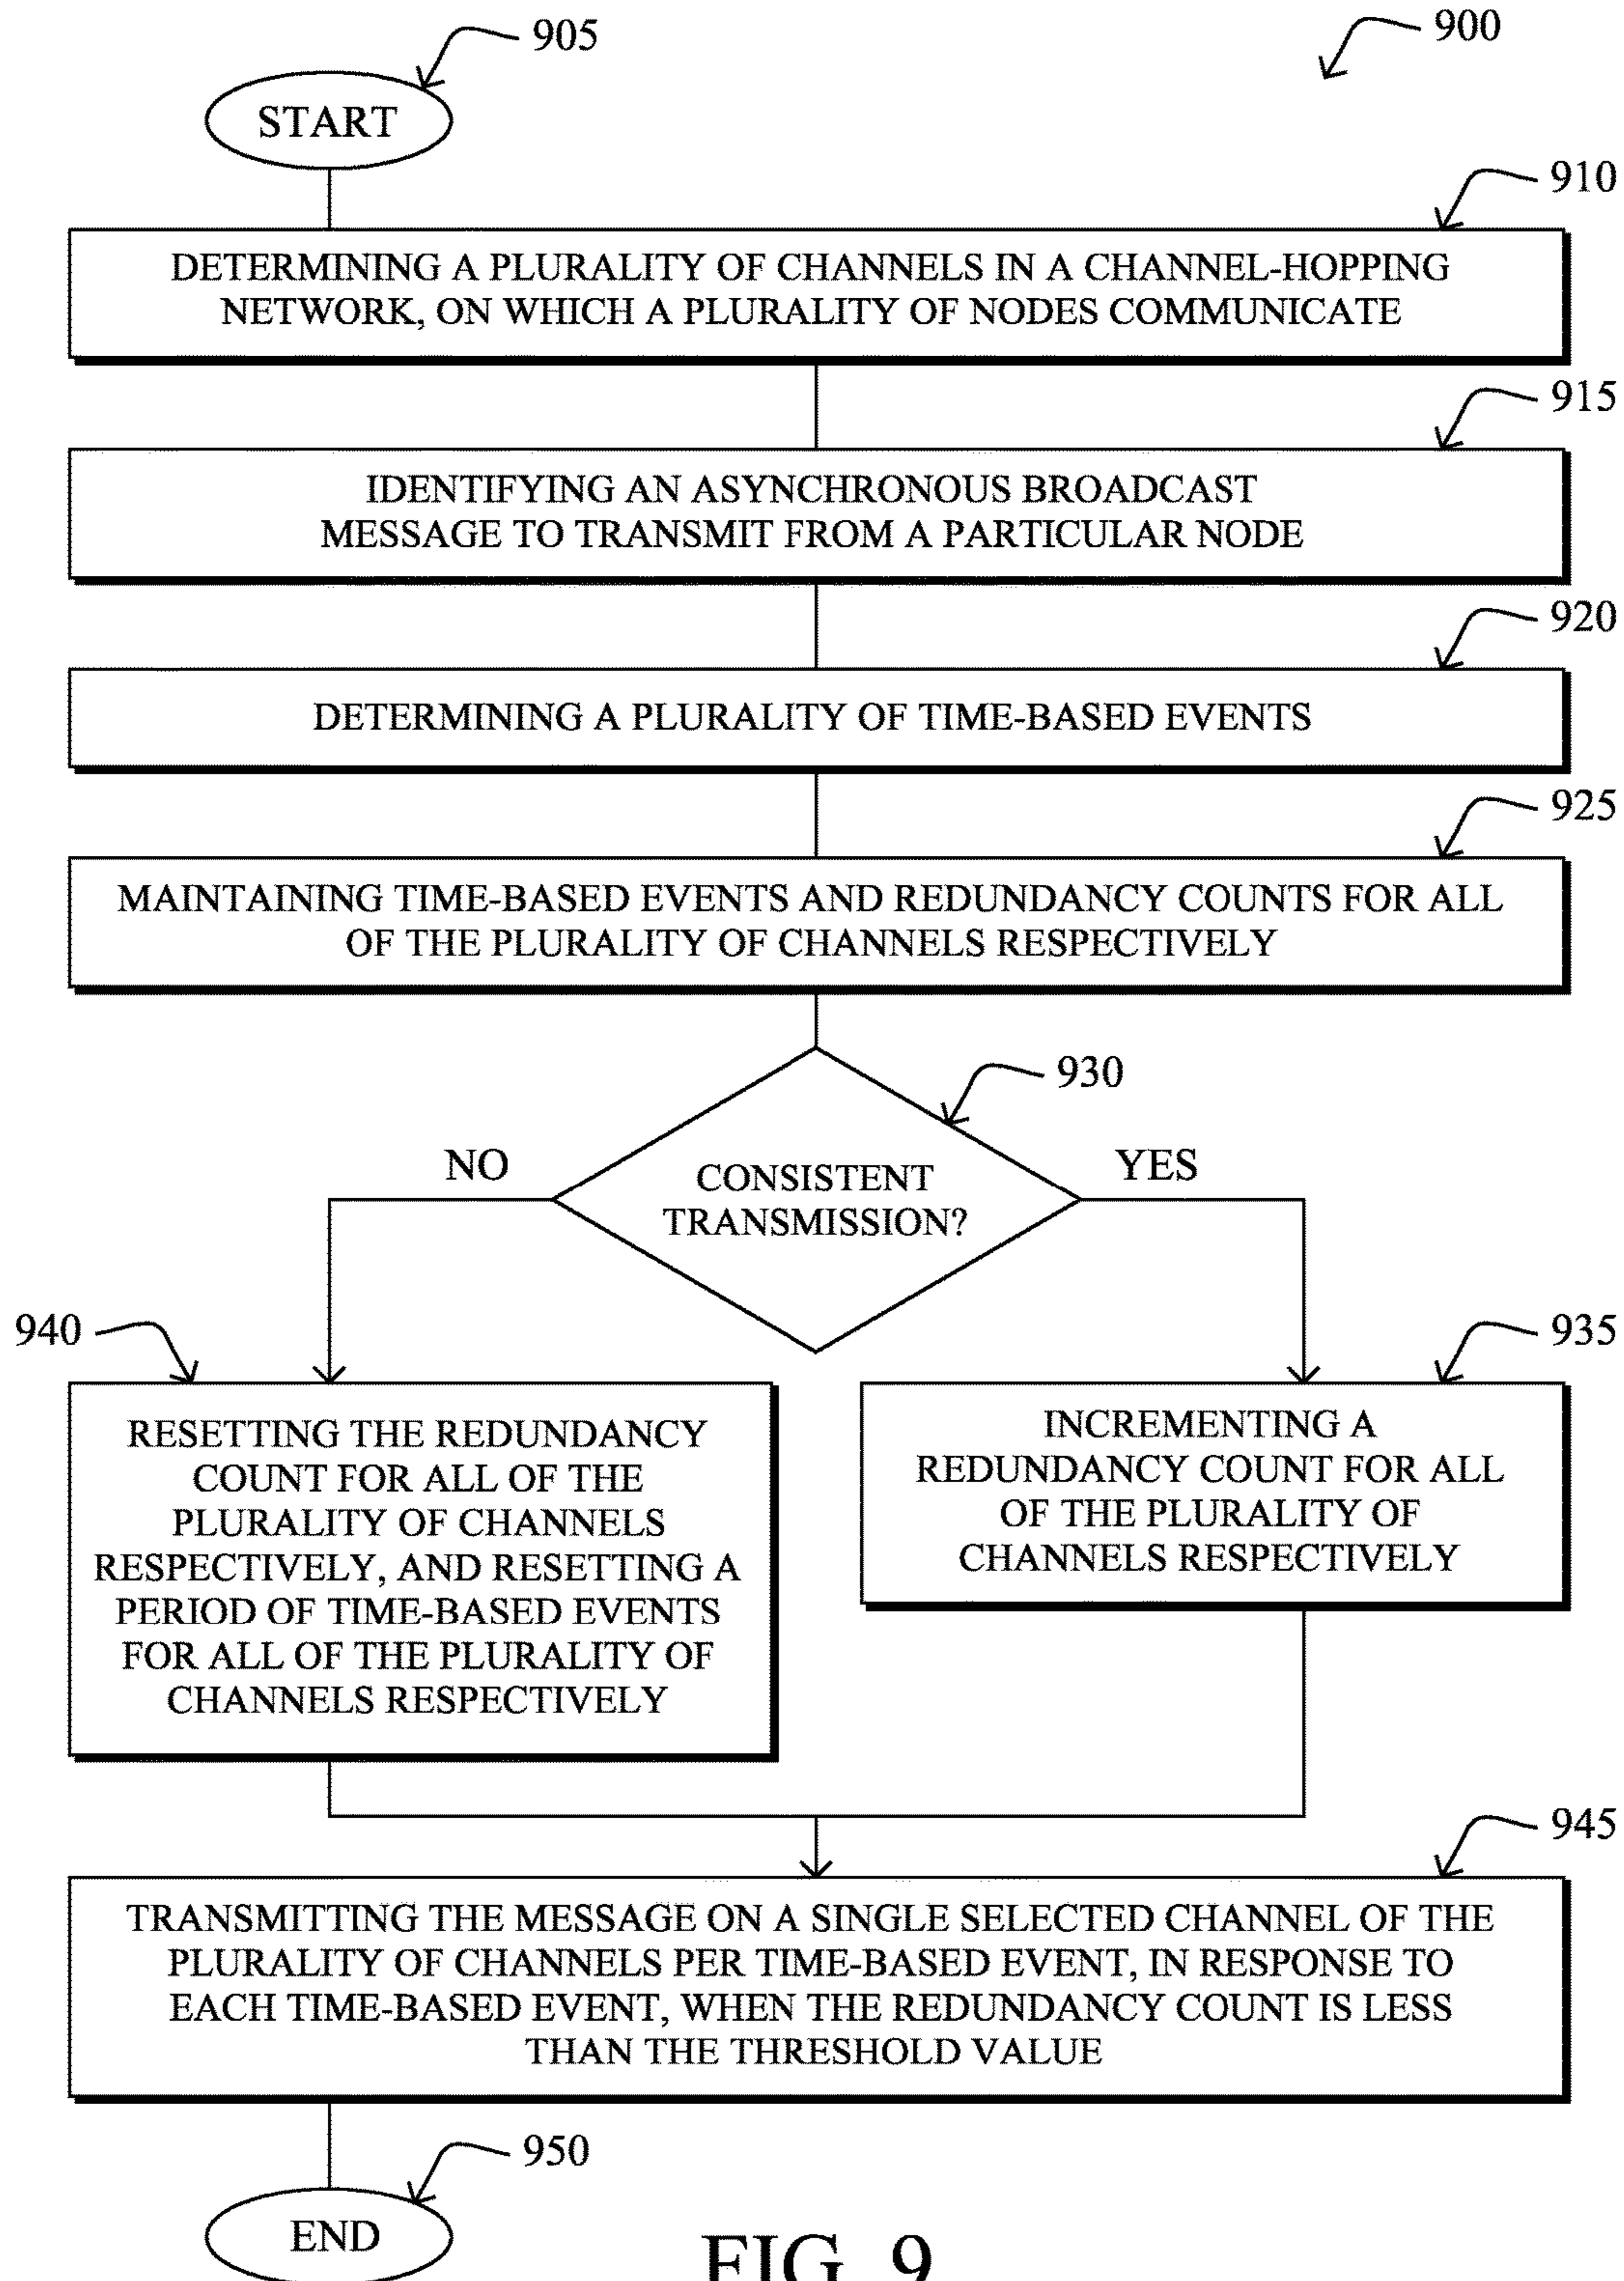 905
900
START
910
DETERMINING A PLURALITY OF CHANNELS IN A CHANNEL-HOPPING
NETWORK, ON WHICH A PLURALITY OF NODES COMMUNICATE
915
IDENTIFYING AN ASYNCHRONOUS BROADCAST
MESSAGE TO TRANSMIT FROM A PARTICULAR NODE
920
DETERMINING A PLURALITY OF TIME-BASED EVENTS
925
MAINTAINING TIME-BASED EVENTS AND REDUNDANCY COUNTS FOR ALL
OF THE PLURALITY OF CHANNELS RESPECTIVELY
930
NO
YES
CONSISTENT
TRANSMISSION?
940
935
RESETTING THE REDUNDANCY
COUNT FOR ALL OF THE
PLURALITY OF CHANNELS
RESPECTIVELY, AND RESETTING A
PERIOD OF TIME-BASED EVENTS
FOR ALL OF THE PLURALITY OF
CHANNELS RESPECTIVELY
INCREMENTING A
REDUNDANCY COUNT FOR ALL
OF THE PLURALITY OF
CHANNELS RESPECTIVELY
945
TRANSMITTING THE MESSAGE ON A SINGLE SELECTED CHANNEL OF THE
PLURALITY OF CHANNELS PER TIME-BASED EVENT, IN RESPONSE TO
EACH TIME-BASED EVENT, WHEN THE REDUNDANCY COUNT IS LESS
THAN THE THRESHOLD VALUE
950
END
FIG. 9